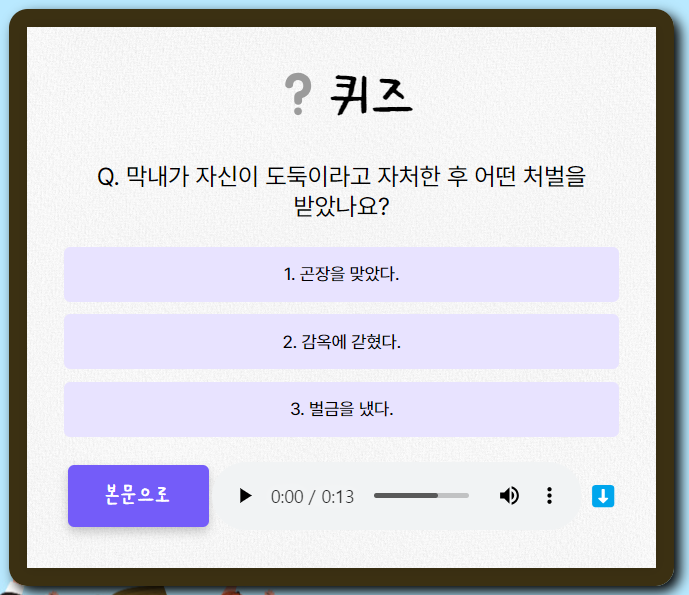 ❓ 퀴즈
Q. 막내가 자신이 도둑이라고 자처한 후 어떤 처벌을
받았나요?
1. 곤장을 맞았다.
2. 감옥에 갇혔다.
3. 벌금을 냈다.
본문으로
0:00 / 0:13